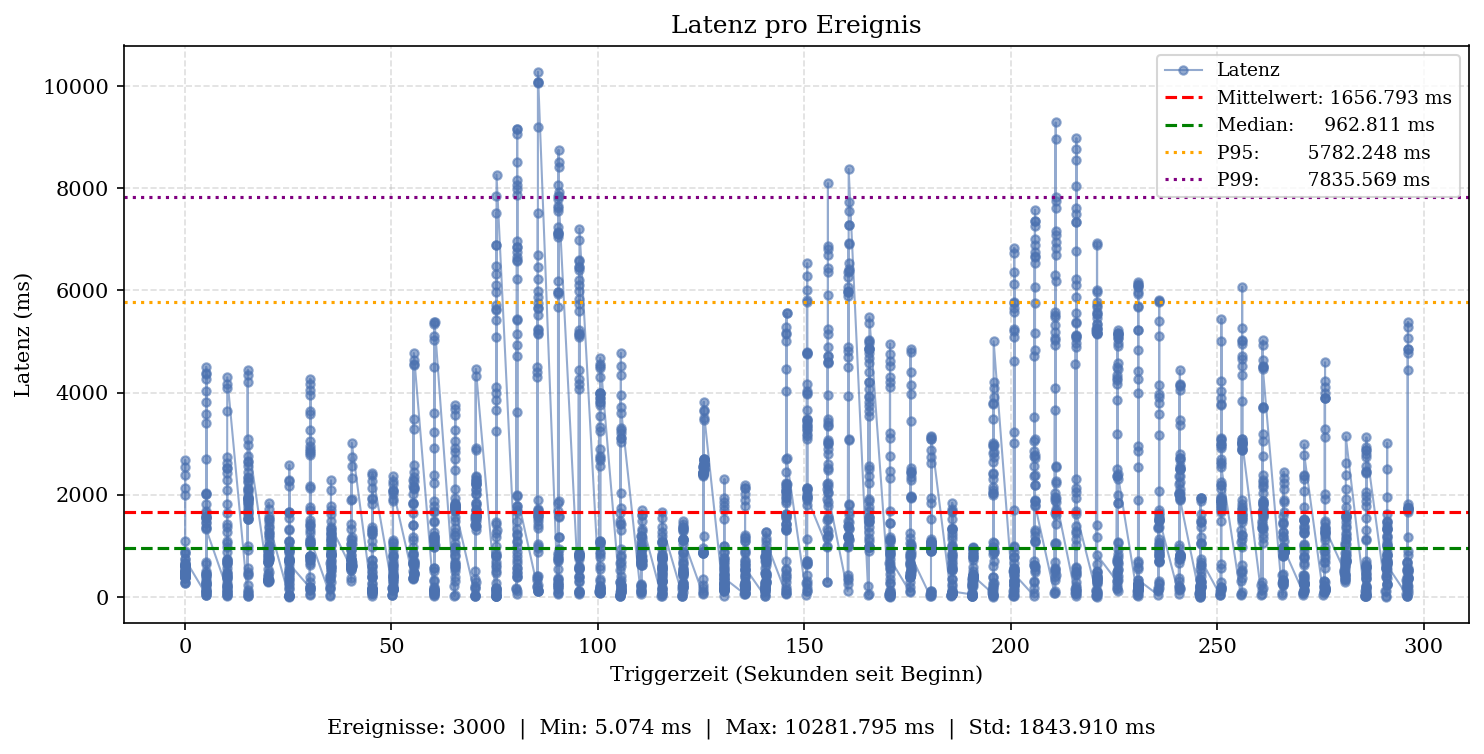 Latenz pro Ereignis
Latenz
Mittelwert: 1656.793 ms
Median: 962.811 ms
P95: 5782.248 ms
P99: 7835.569 ms
Latenz (ms)
10000
8000
6000
4000
2000
0
0 50 100 150 200 250 300
Triggerzeit (Sekunden seit Beginn)
Ereignisse: 3000 | Min: 5.074 ms | Max: 10281.795 ms | Std: 1843.910 ms